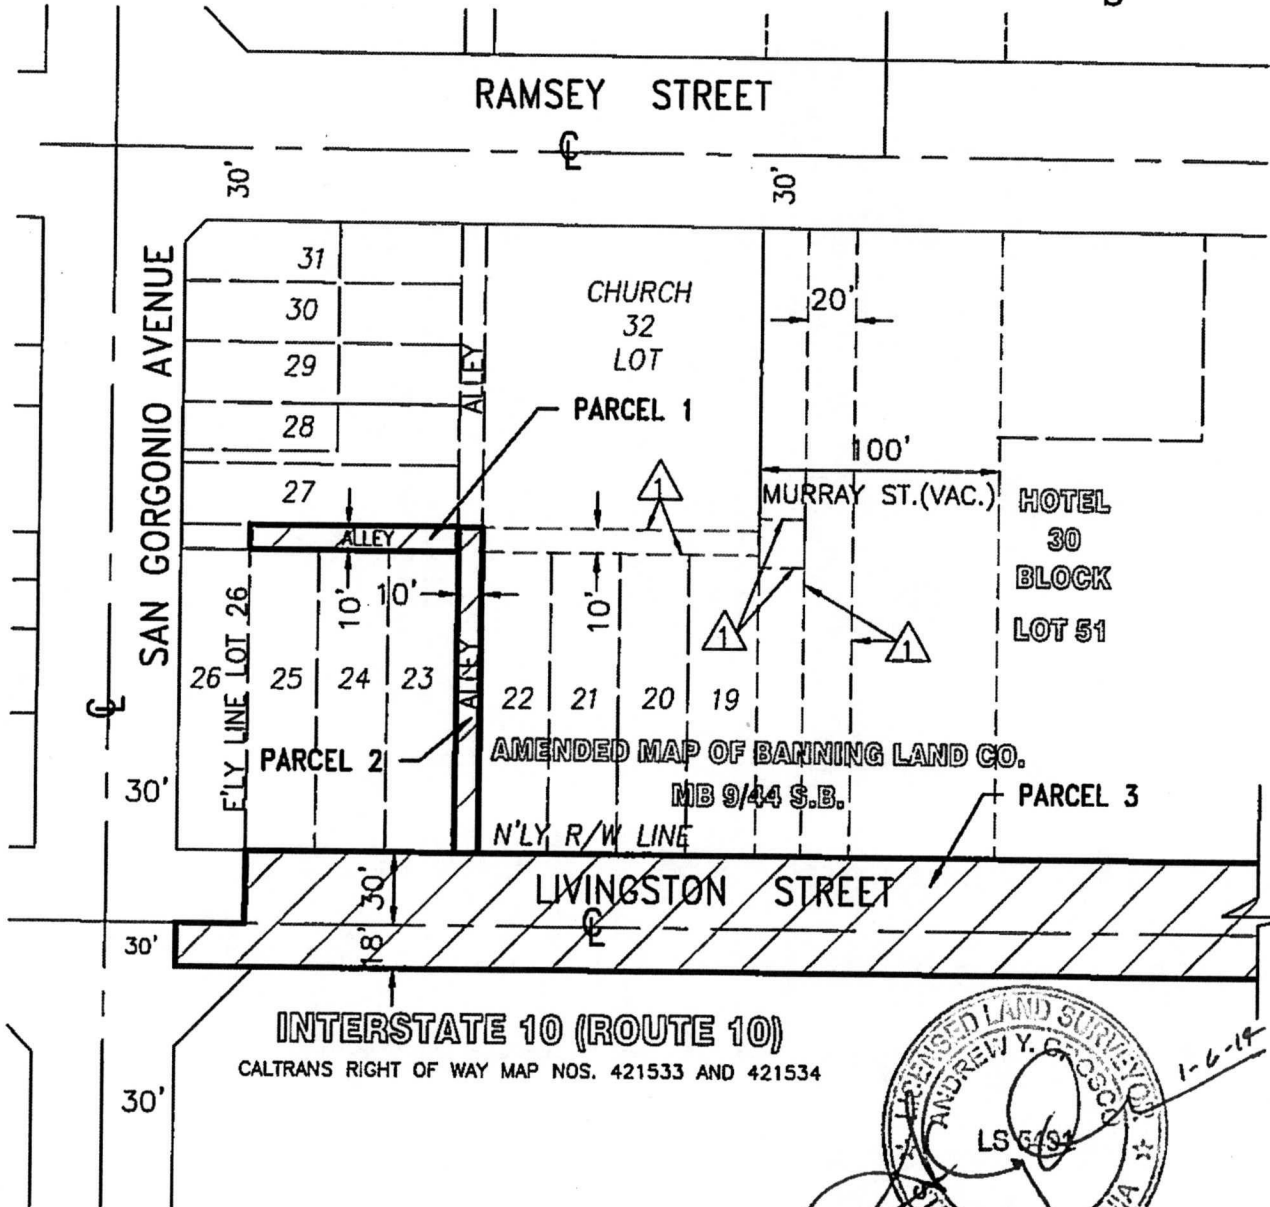 RAMSEY STREET
℄
30'
30'
SAN GORGONIO AVENUE
31
30
29
28
27
ALLEY
CHURCH
32
LOT
20'
PARCEL 1
100'
MURRAY ST.(VAC.)
HOTEL
30
BLOCK
LOT 51
1
ALLEY
10'
10'
10'
1
1
E'LY LINE LOT 26
26
25
24
23
ALLEY
22
21
20
19
℄
PARCEL 2
AMENDED MAP OF BANNING LAND CO.
MB 9/44 S.B.
PARCEL 3
30'
N'LY R/W LINE
30'
LIVINGSTON STREET
℄
30'
18'
INTERSTATE 10 (ROUTE 10)
CALTRANS RIGHT OF WAY MAP NOS. 421533 AND 421534
30'
LICENSED LAND SURVEYOR
ANDREW Y. OROSCO
LS 5491
1-6-14